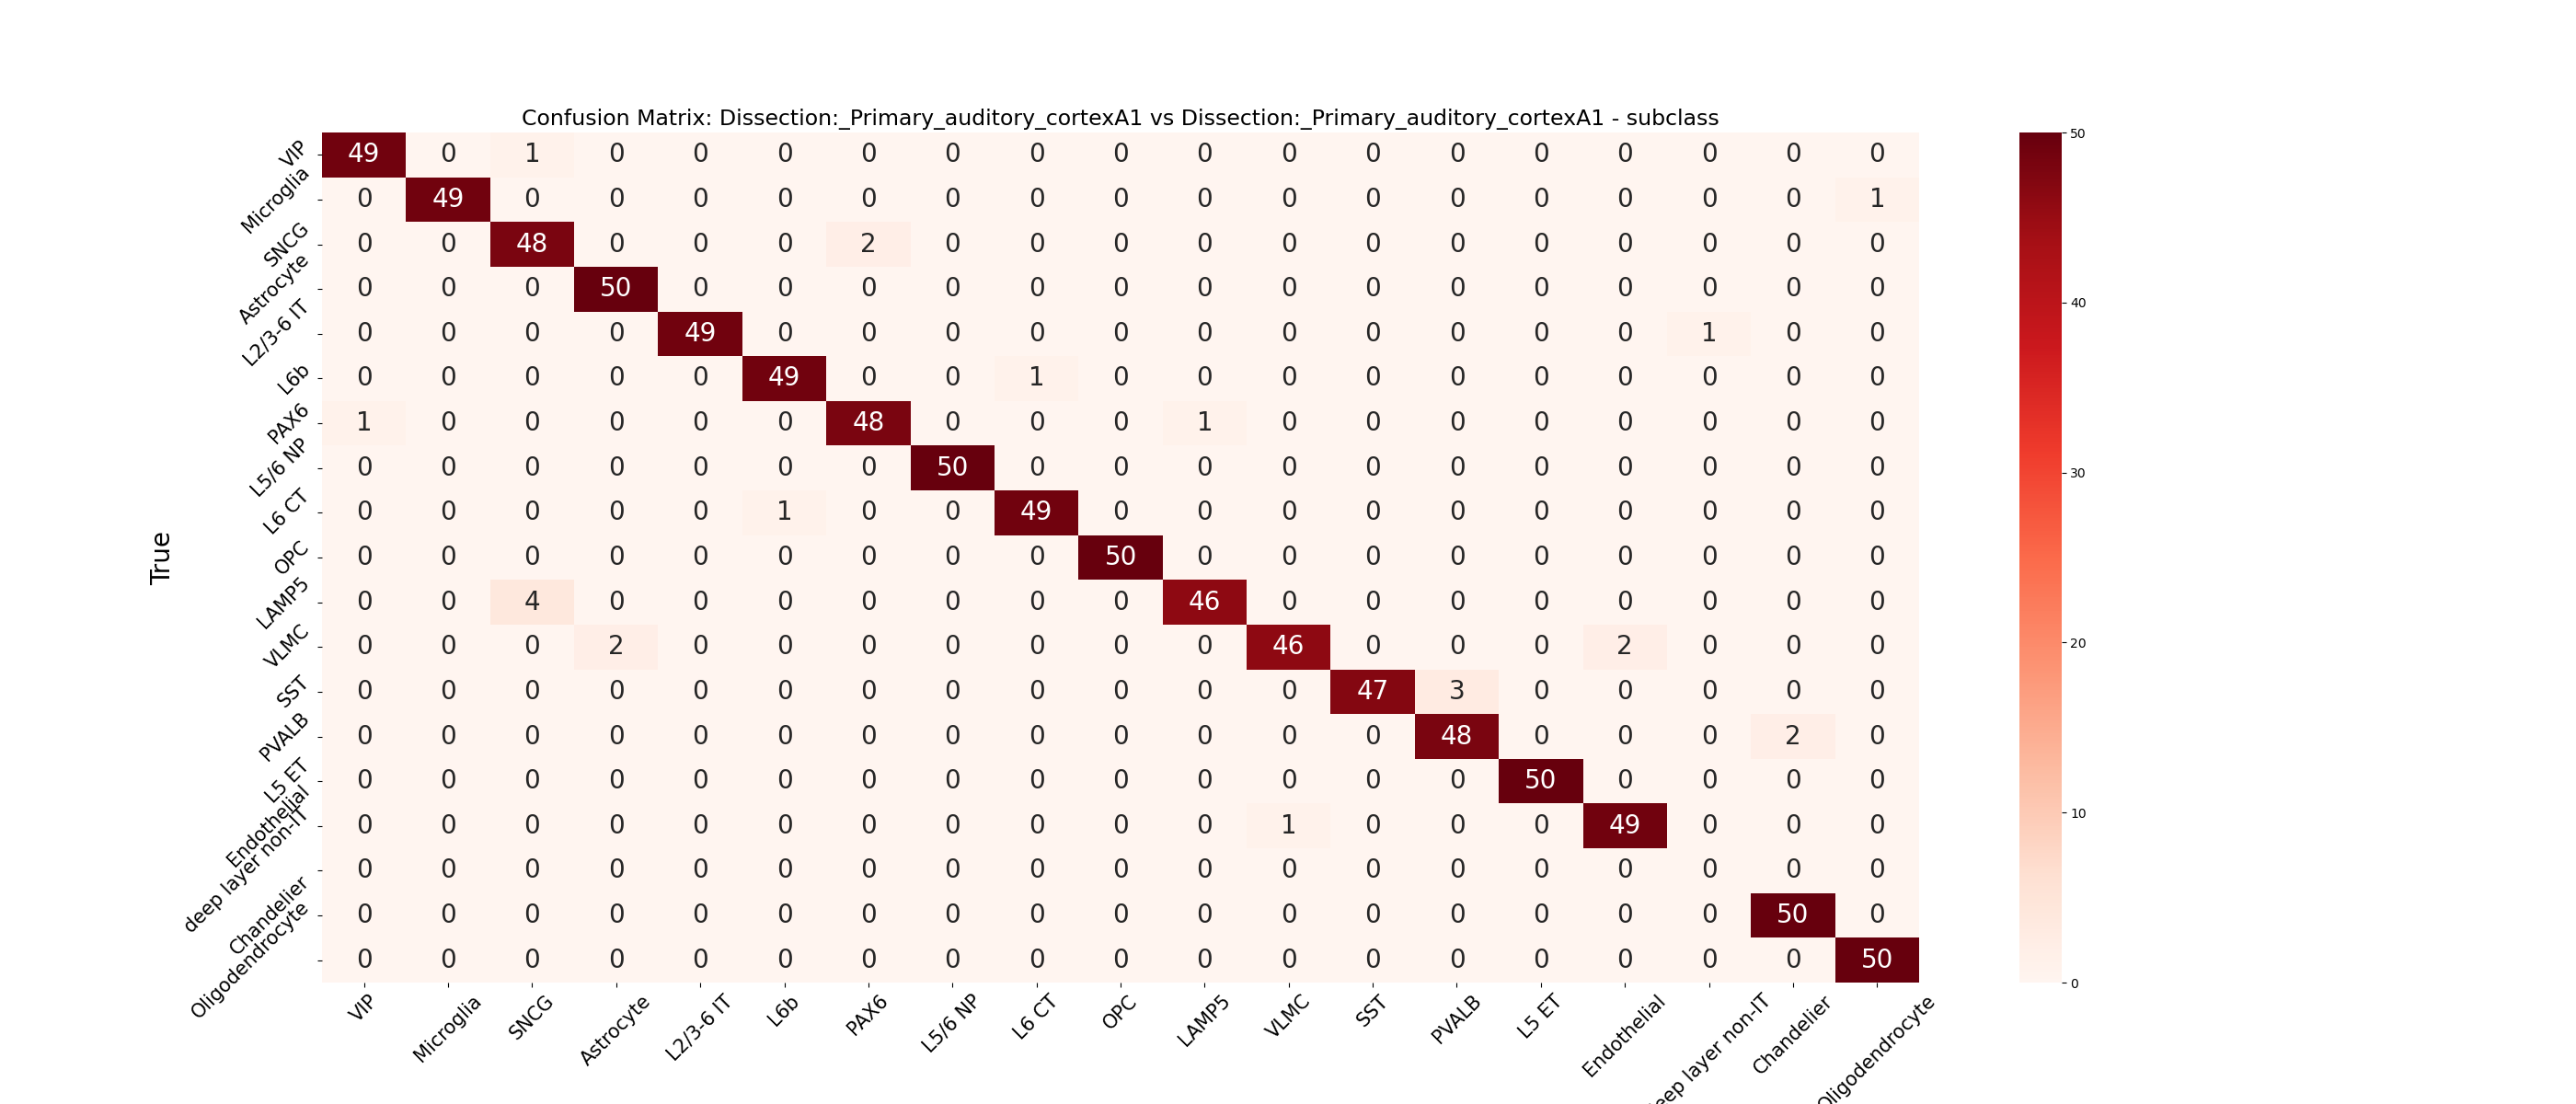 Confusion Matrix: Dissection:_Primary_auditory_cortexA1 vs Dissection:_Primary_auditory_cortexA1 - subclass
VIP 49 0 1 0 0 0 0 0 0 0 0 0 0 0 0 0 0 0 0
Microglia 0 49 0 0 0 0 0 0 0 0 0 0 0 0 0 0 0 0 1
SNCG 0 0 48 0 0 0 2 0 0 0 0 0 0 0 0 0 0 0 0
Astrocyte 0 0 0 50 0 0 0 0 0 0 0 0 0 0 0 0 0 0 0
L2/3-6 IT 0 0 0 0 49 0 0 0 0 0 0 0 0 0 0 0 1 0 0
L6b 0 0 0 0 0 49 0 0 1 0 0 0 0 0 0 0 0 0 0
PAX6 1 0 0 0 0 0 48 0 0 0 1 0 0 0 0 0 0 0 0
L5/6 NP 0 0 0 0 0 0 0 50 0 0 0 0 0 0 0 0 0 0 0
L6 CT 0 0 0 0 0 1 0 0 49 0 0 0 0 0 0 0 0 0 0
OPC 0 0 0 0 0 0 0 0 0 50 0 0 0 0 0 0 0 0 0
LAMP5 0 0 4 0 0 0 0 0 0 0 46 0 0 0 0 0 0 0 0
VLMC 0 0 0 2 0 0 0 0 0 0 0 46 0 0 0 2 0 0 0
SST 0 0 0 0 0 0 0 0 0 0 0 0 47 3 0 0 0 0 0
PVALB 0 0 0 0 0 0 0 0 0 0 0 0 0 48 0 0 0 2 0
L5 ET 0 0 0 0 0 0 0 0 0 0 0 0 0 0 50 0 0 0 0
Endothelial 0 0 0 0 0 0 0 0 0 0 0 1 0 0 0 49 0 0 0
deep layer non-IT 0 0 0 0 0 0 0 0 0 0 0 0 0 0 0 0 0 0 0
Chandelier 0 0 0 0 0 0 0 0 0 0 0 0 0 0 0 0 0 50 0
Oligodendrocyte 0 0 0 0 0 0 0 0 0 0 0 0 0 0 0 0 0 0 50
True
VIP Microglia SNCG Astrocyte L2/3-6 IT L6b PAX6 L5/6 NP L6 CT OPC LAMP5 VLMC SST PVALB L5 ET Endothelial layer non-IT Chandelier Oligodendrocyte
50
40
30
20
10
0